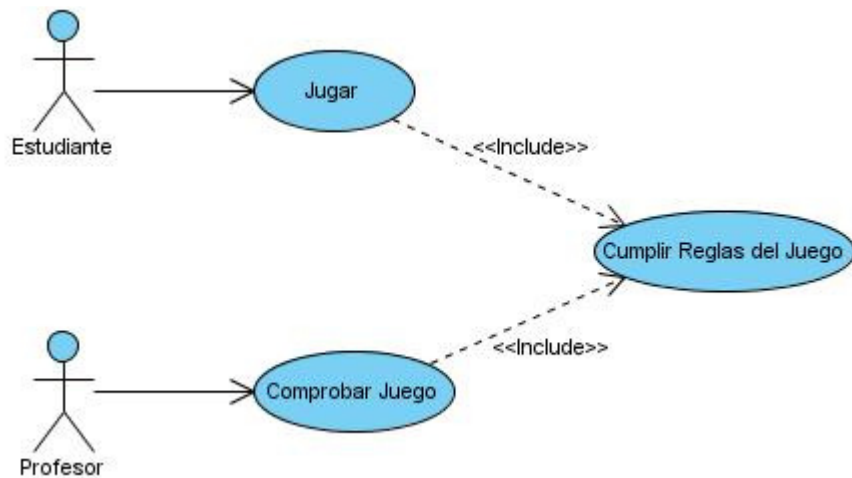 Jugar
Estudiante
<<Include>>
Cumplir Reglas del Juego
<<Include>>
Comprobar Juego
Profesor